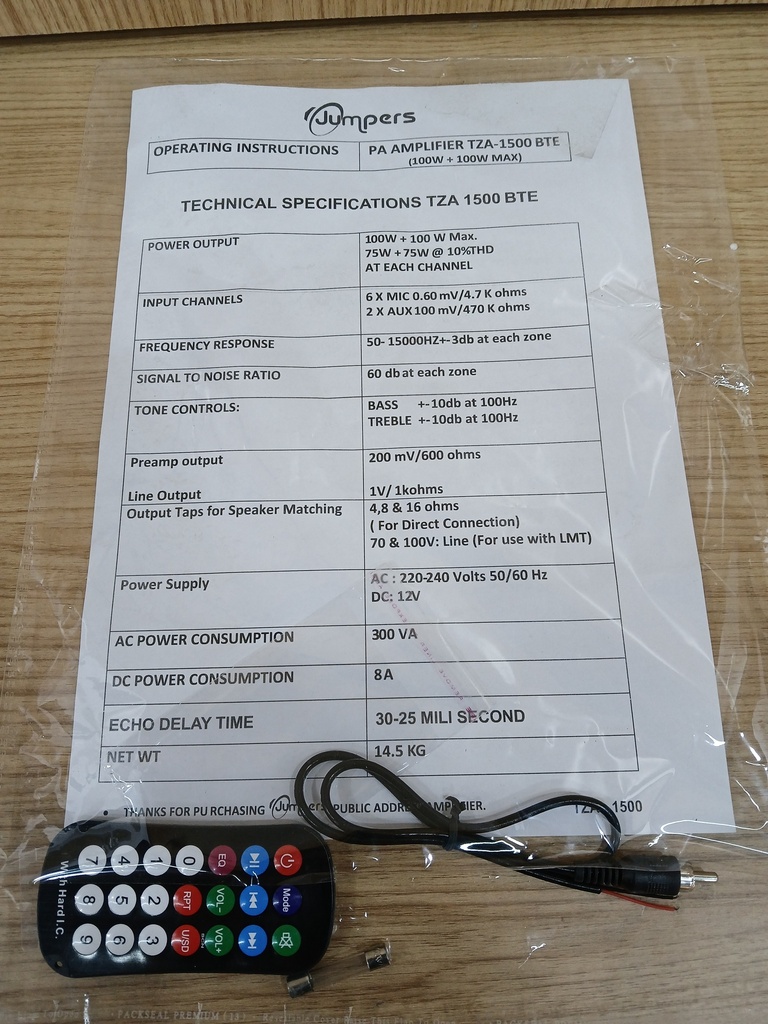 Jumpers
OPERATING INSTRUCTIONS
PA AMPLIFIER TZA-1500 BTE
(100W + 100W MAX)
TECHNICAL SPECIFICATIONS TZA 1500 BTE
POWER OUTPUT
100W + 100 W Max.
75W + 75W @ 10%THD
AT EACH CHANNEL
INPUT CHANNELS
6 X MIC 0.60 mV/4.7 K ohms
2 X AUX 100 mV/470 K ohms
FREQUENCY RESPONSE
50- 15000HZ+-3db at each zone
SIGNAL TO NOISE RATIO
60 db at each zone
TONE CONTROLS:
BASS +-10db at 100Hz
TREBLE +-10db at 100Hz
Preamp output
200 mV/600 ohms
Line Output
1V/ 1kohms
Output Taps for Speaker Matching
4,8 & 16 ohms
( For Direct Connection)
70 & 100V: Line (For use with LMT)
Power Supply
AC : 220-240 Volts 50/60 Hz
DC: 12V
AC POWER CONSUMPTION
300 VA
DC POWER CONSUMPTION
8A
ECHO DELAY TIME
30-25 MILI SECOND
NET WT
14.5 KG
• THANKS FOR PURCHASING Jumpers PUBLIC ADDRESS AMPLIFIER.
TZA 1500
Mode
EQ
VOL-
VOL+
RPT
U/SD
0
1
2
3
4
5
6
7
8
9
With Hard I.C.
PACKSEAL PREMIUM